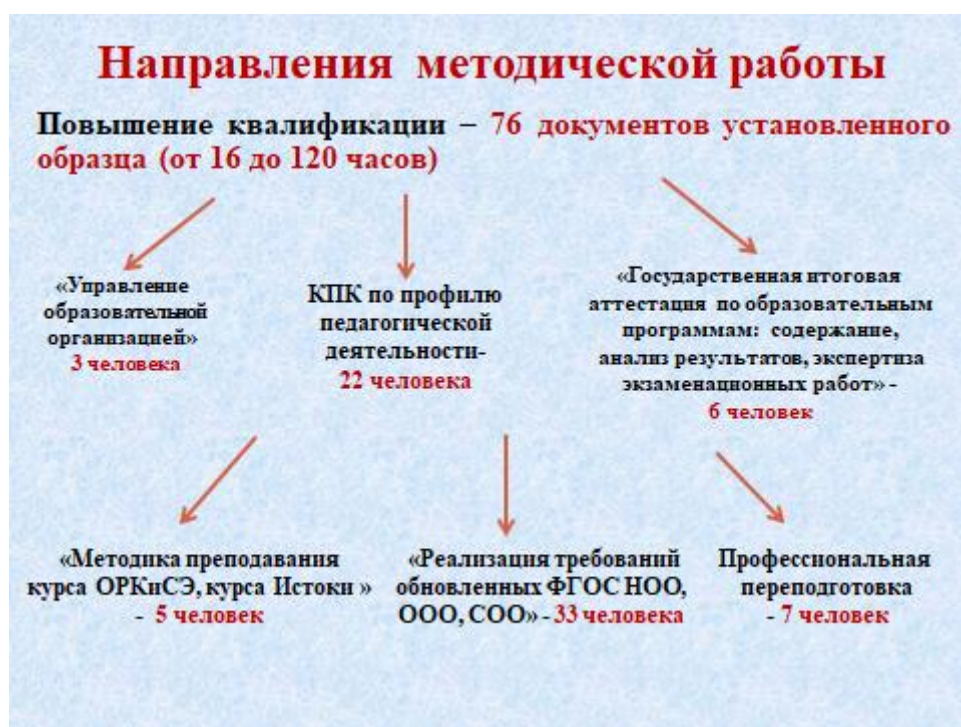 Направления методической работы
Повышение квалификации – 76 документов установленного
образца (от 16 до 120 часов)
«Управление
образовательной
организацией»
3 человека
КПК по профилю
педагогической
деятельности-
22 человека
«Государственная итоговая
аттестация по образовательным
программам: содержание,
анализ результатов, экспертиза
экзаменационных работ» -
6 человек
«Методика преподавания
курса ОРКиСЭ, курса Истоки »
- 5 человек
«Реализация требований
обновленных ФГОС НОО,
ООО, СОО» - 33 человека
Профессиональная
переподготовка
- 7 человек